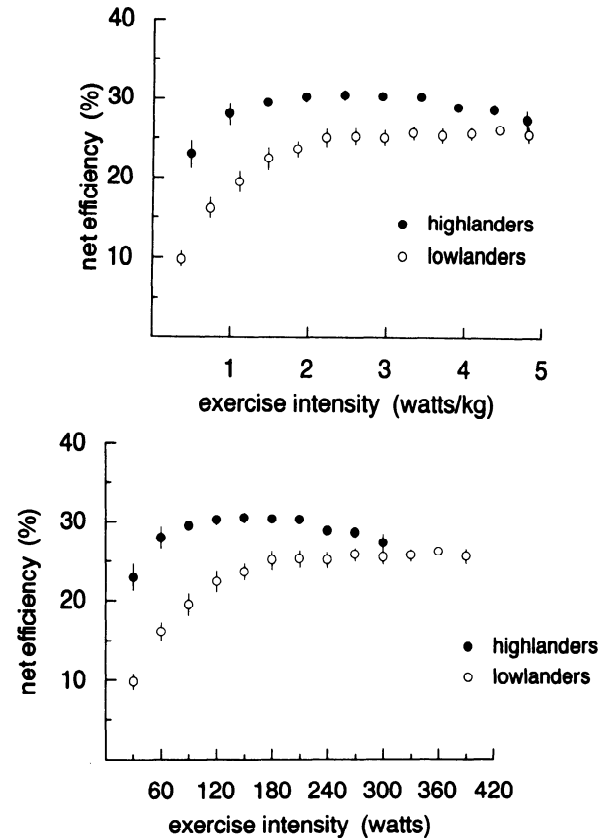 40
30
20
10
net efficiency (%)
highlanders
lowlanders
1 2 3 4 5
exercise intensity (watts/kg)
40
30
20
10
net efficiency (%)
highlanders
lowlanders
60 120 180 240 300 360 420
exercise intensity (watts)